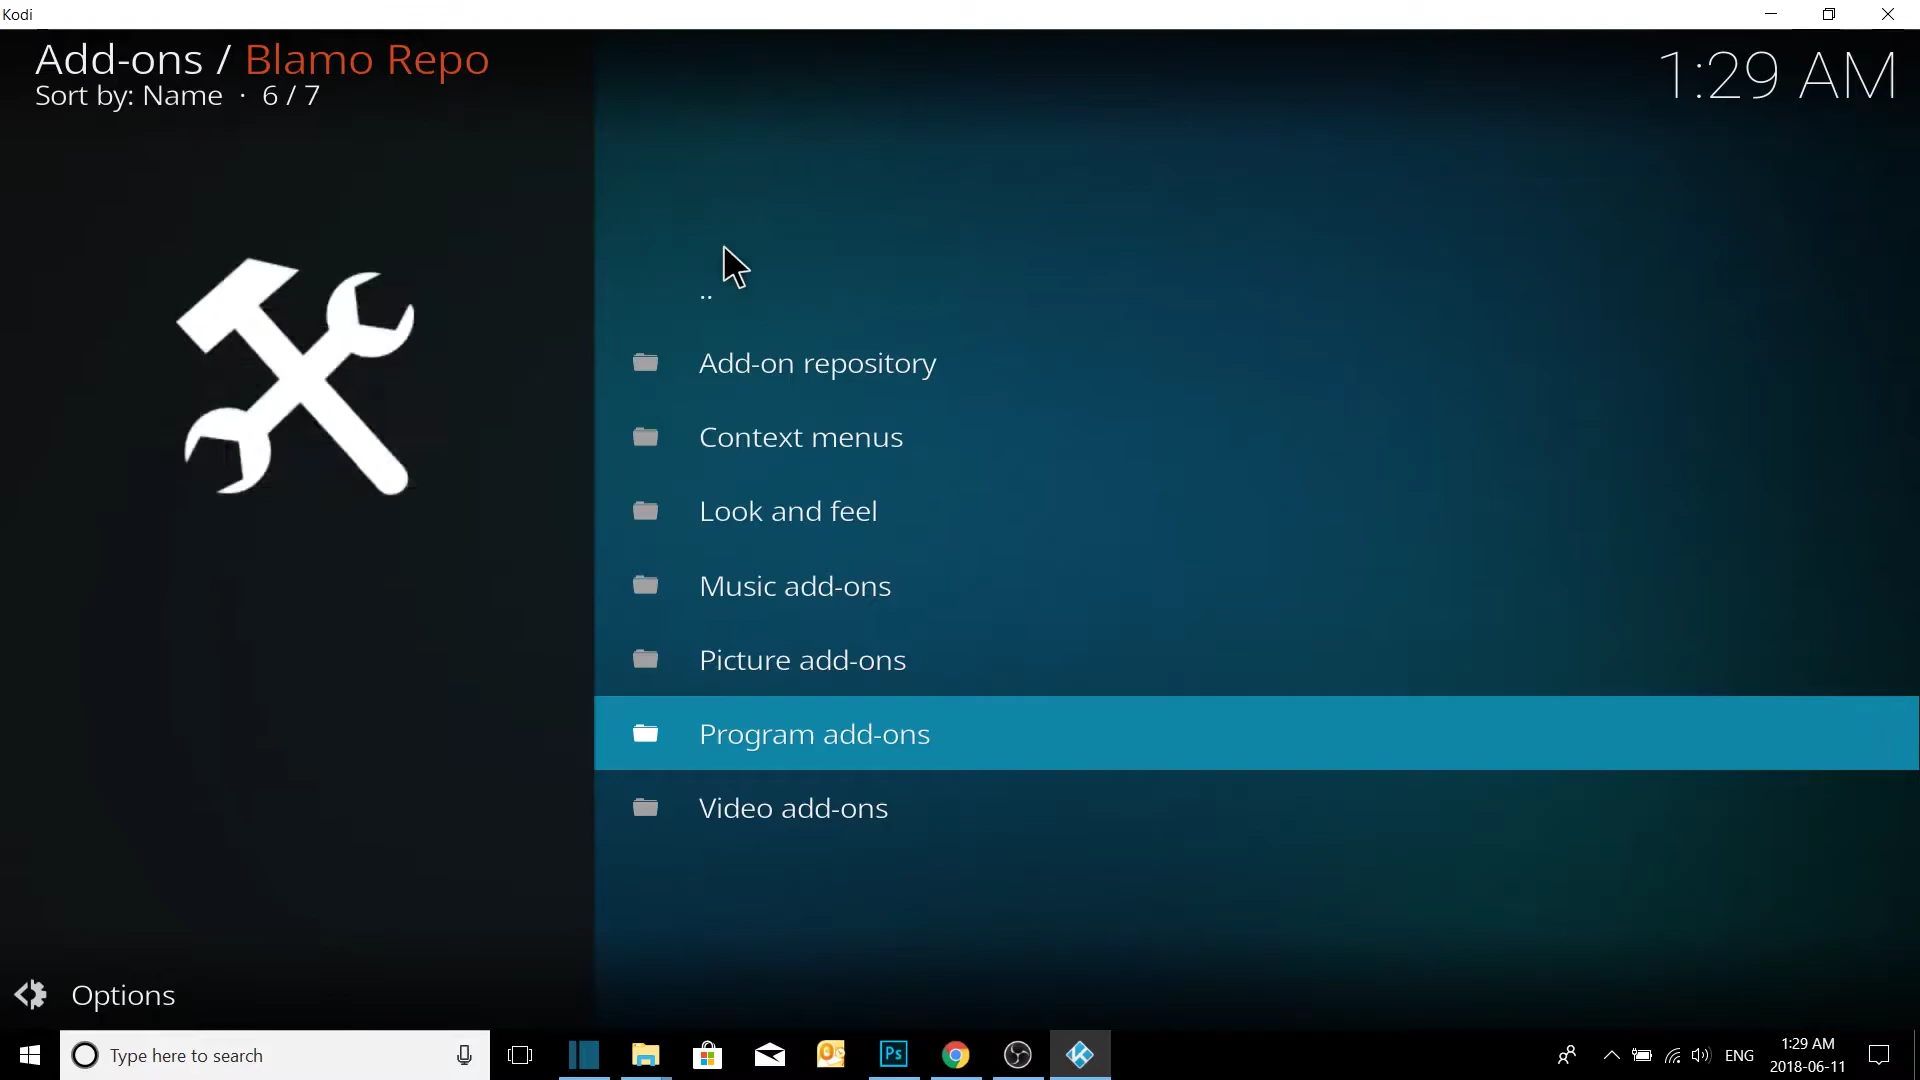 Kodi
Add-ons / Blamo Repo
Sort by: Name · 6 / 7
1:29 AM
..
Add-on repository
Context menus
Look and feel
Music add-ons
Picture add-ons
Program add-ons
Video add-ons
Options
Type here to search
Ps
ENG
1:29 AM
2018-06-11